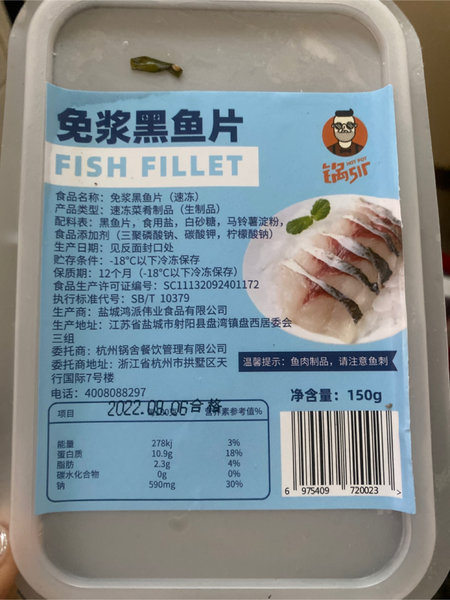 免浆黑鱼片
FISH FILLET
HOT POT
锅SIR
食品名称：免浆黑鱼片（速冻）
产品类型：速冻菜肴制品（生制品）
配料表：黑鱼片，食用盐，白砂糖，马铃薯淀粉，
食品添加剂（三聚磷酸钠、碳酸钾，柠檬酸钠）
生产日期：见反面封口处
贮存条件：-18°C以下冷冻保存
保质期：12个月（-18°C以下冷冻保存）
食品生产许可证编号：SC11132092401172
执行标准代号：SB/T 10379
生产商：盐城鸿派伟业食品有限公司
生产地址：江苏省盐城市射阳县盘湾镇盘西居委会
三组
委托商：杭州锅舍餐饮管理有限公司
委托商地址：浙江省杭州市拱墅区天
行国际7号楼
电话：4008088297
温馨提示：鱼肉制品，请注意鱼刺
净含量：150g
2022.08.06合格
项目 营养素参考值%
能量 278kj 3%
蛋白质 10.9g 18%
脂肪 2.3g 4%
碳水化合物 0g 0%
钠 590mg 30%
6 975409 720023 >